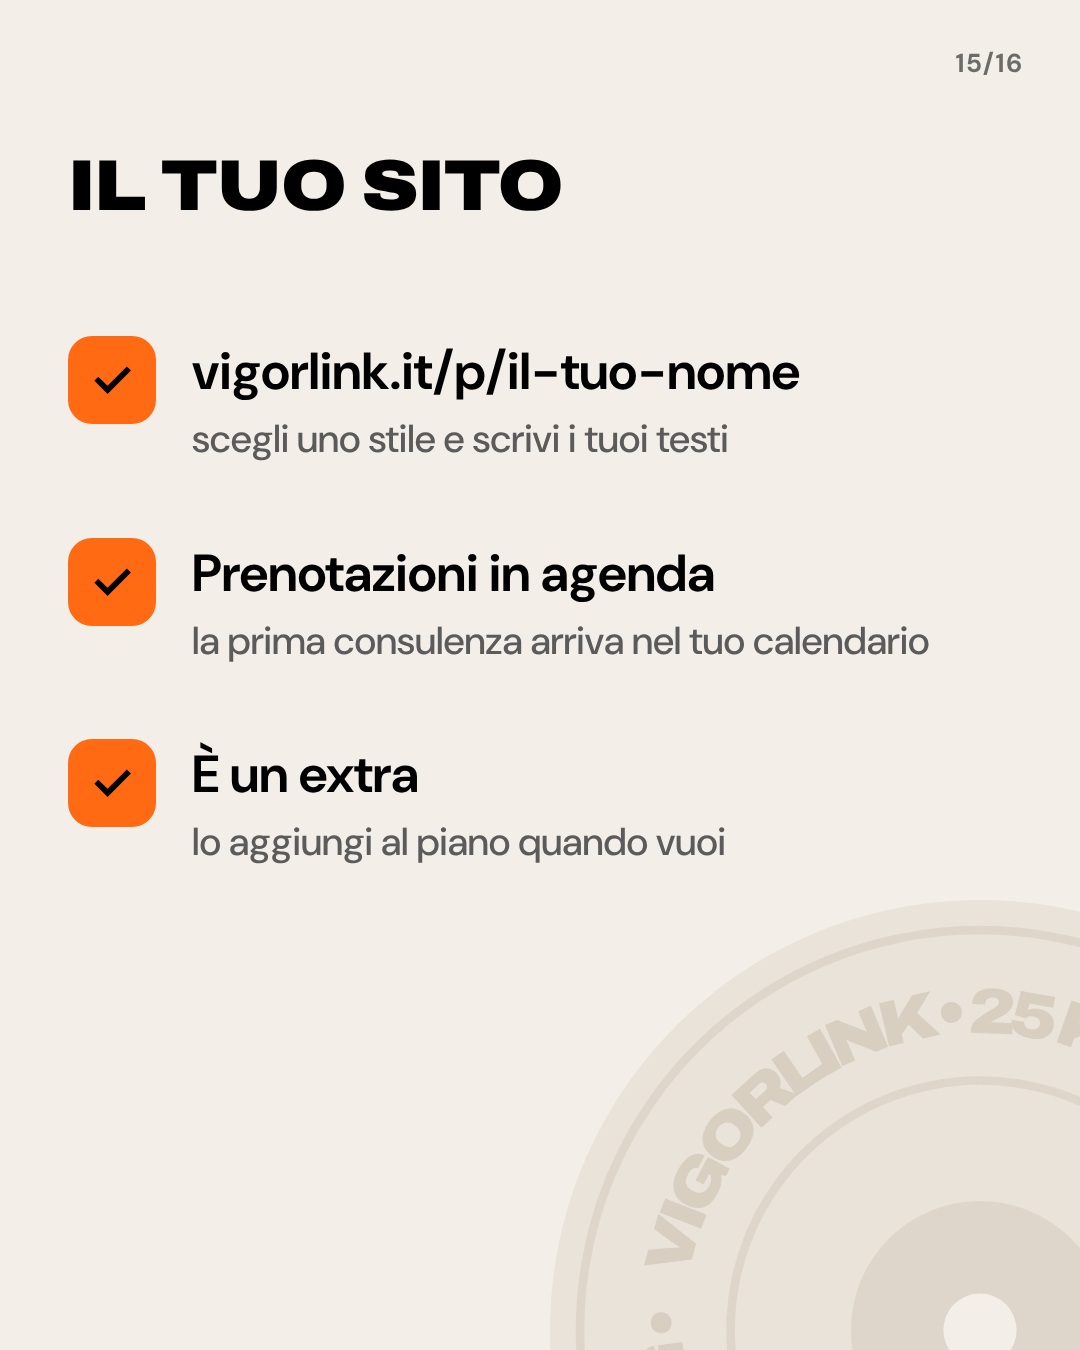 15/16
IL TUO SITO
vigorlink.it/p/il-tuo-nome
scegli uno stile e scrivi i tuoi testi
Prenotazioni in agenda
la prima consulenza arriva nel tuo calendario
È un extra
lo aggiungi al piano quando vuoi
VIGORLINK • 25